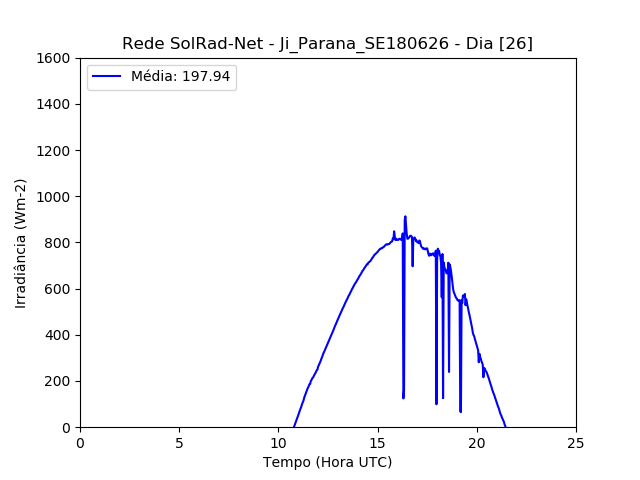 Rede SolRad-Net - Ji_Parana_SE180626 - Dia [26]
Média: 197.94
Irradiância (Wm-2)
1600
1400
1200
1000
800
600
400
200
0
0 5 10 15 20 25
Tempo (Hora UTC)